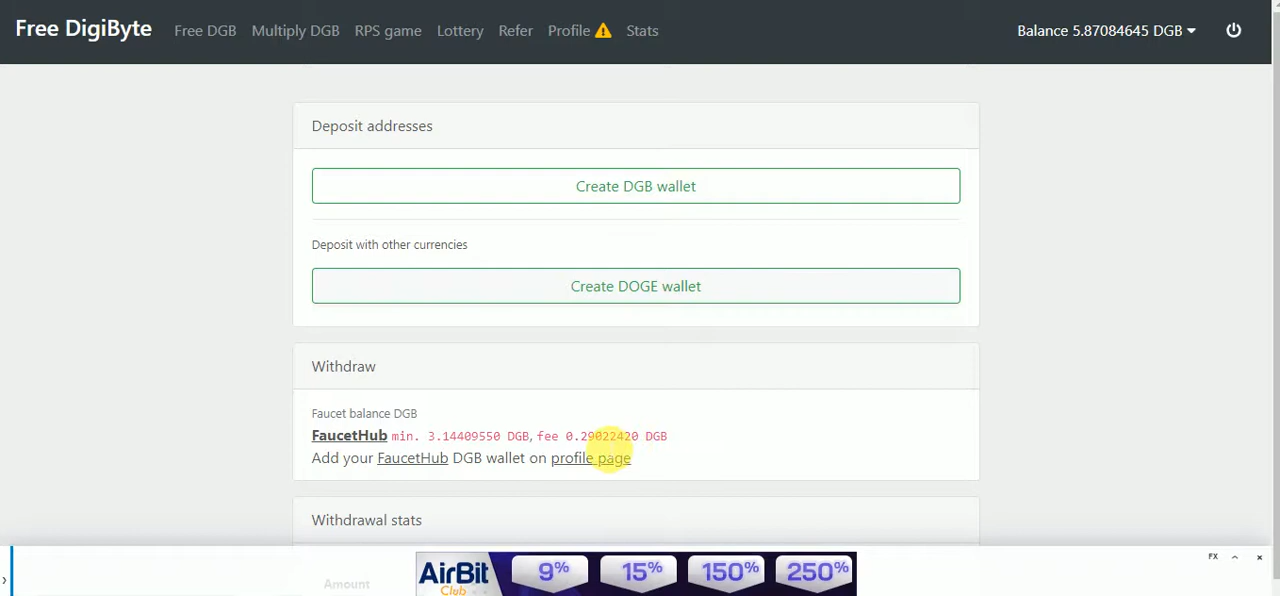 Free DigiByte Free DGB Multiply DGB RPS game Lottery Refer Profile Stats Balance 5.87084645 DGB
Deposit addresses
Create DGB wallet
Deposit with other currencies
Create DOGE wallet
Withdraw
Faucet balance DGB
FaucetHub min. 3.14409550 DGB, fee 0.29022420 DGB
Add your FaucetHub DGB wallet on profile page
Withdrawal stats
FX
Amount
AirBit Club 9% 15% 150% 250%